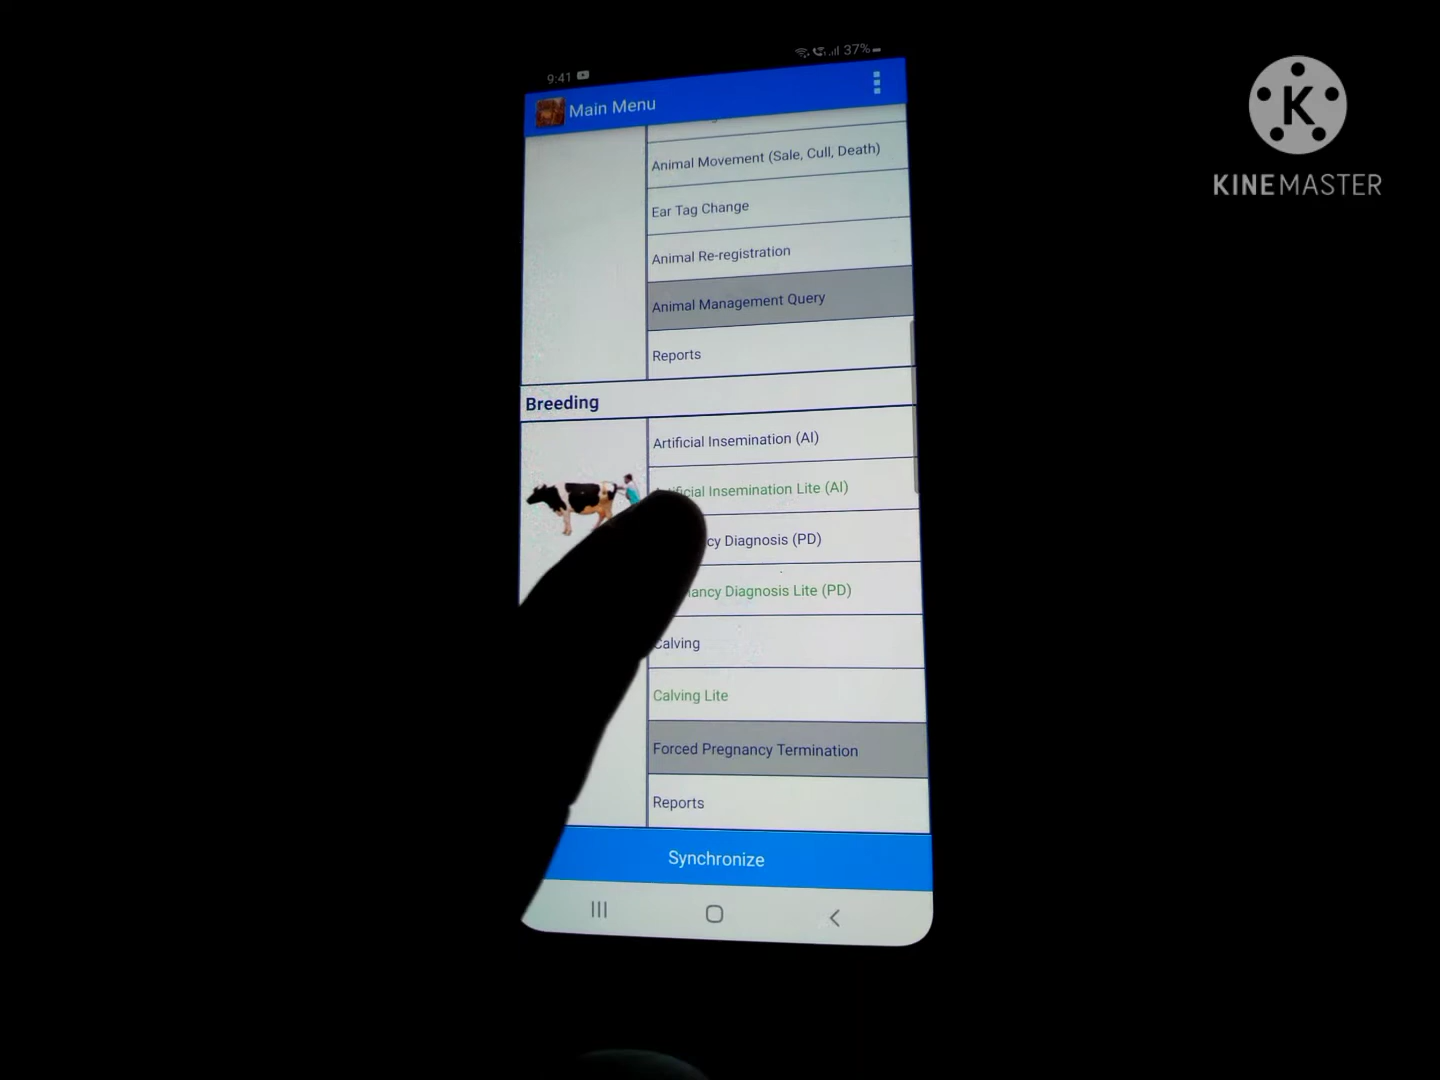 9:41
37%
Main Menu
Animal Movement (Sale, Cull, Death)
Ear Tag Change
Animal Re-registration
Animal Management Query
Reports
Breeding
Artificial Insemination (AI)
Insemination Lite (AI)
Diagnosis (PD)
Diagnosis Lite (PD)
Calving
Calving Lite
Forced Pregnancy Termination
Reports
Synchronize
K
KINEMASTER